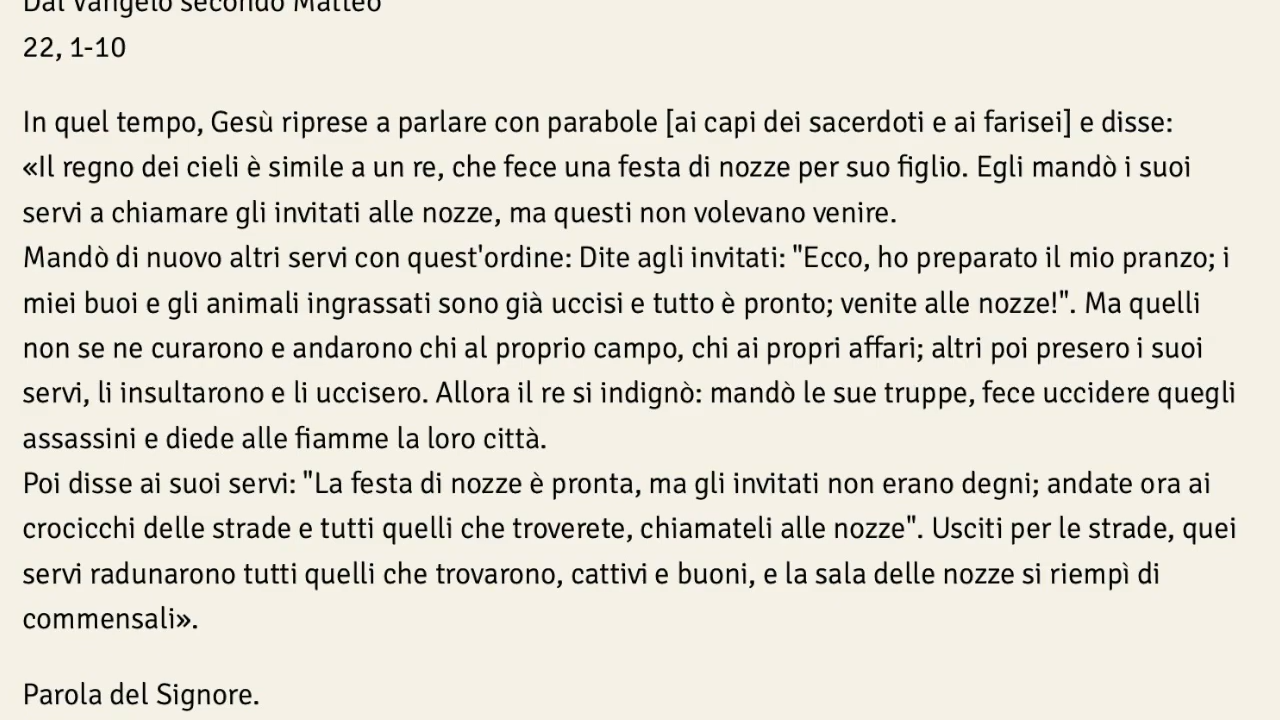 Dal Vangelo secondo Matteo
22, 1-10
In quel tempo, Gesù riprese a parlare con parabole [ai capi dei sacerdoti e ai farisei] e disse:
«Il regno dei cieli è simile a un re, che fece una festa di nozze per suo figlio. Egli mandò i suoi
servi a chiamare gli invitati alle nozze, ma questi non volevano venire.
Mandò di nuovo altri servi con quest'ordine: Dite agli invitati: "Ecco, ho preparato il mio pranzo; i
miei buoi e gli animali ingrassati sono già uccisi e tutto è pronto; venite alle nozze!". Ma quelli
non se ne curarono e andarono chi al proprio campo, chi ai propri affari; altri poi presero i suoi
servi, li insultarono e li uccisero. Allora il re si indignò: mandò le sue truppe, fece uccidere quegli
assassini e diede alle fiamme la loro città.
Poi disse ai suoi servi: "La festa di nozze è pronta, ma gli invitati non erano degni; andate ora ai
crocicchi delle strade e tutti quelli che troverete, chiamateli alle nozze". Usciti per le strade, quei
servi radunarono tutti quelli che trovarono, cattivi e buoni, e la sala delle nozze si riempì di
commensali».
Parola del Signore.